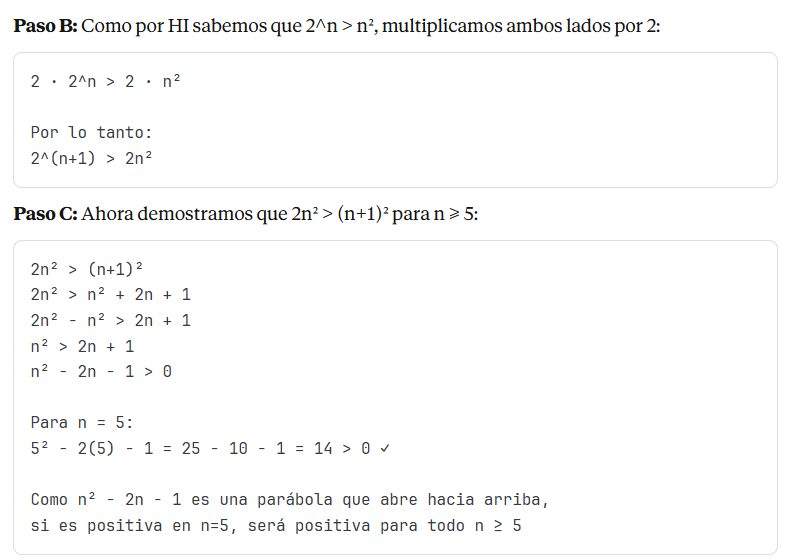 Paso B: Como por HI sabemos que 2^n > n², multiplicamos ambos lados por 2:
2 · 2^n > 2 · n²
Por lo tanto:
2^(n+1) > 2n²
Paso C: Ahora demostramos que 2n² > (n+1)² para n ≥ 5:
2n² > (n+1)²
2n² > n² + 2n + 1
2n² - n² > 2n + 1
n² > 2n + 1
n² - 2n - 1 > 0
Para n = 5:
5² - 2(5) - 1 = 25 - 10 - 1 = 14 > 0 ✓
Como n² - 2n - 1 es una parábola que abre hacia arriba,
si es positiva en n=5, será positiva para todo n ≥ 5